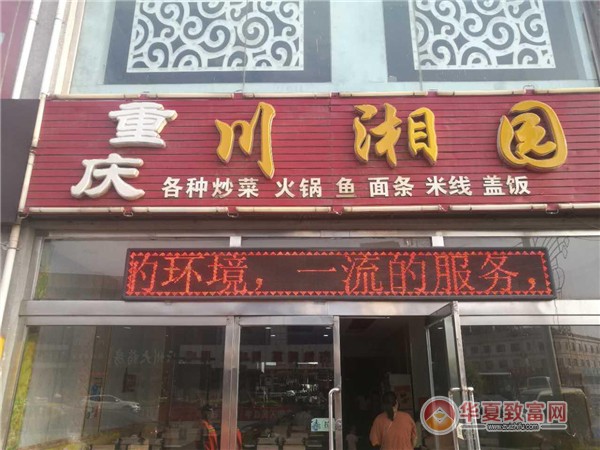 重庆
川湘园
各种炒菜 火锅 鱼 面条 米线 盖饭
的环境，一流的服务，
华夏致富网